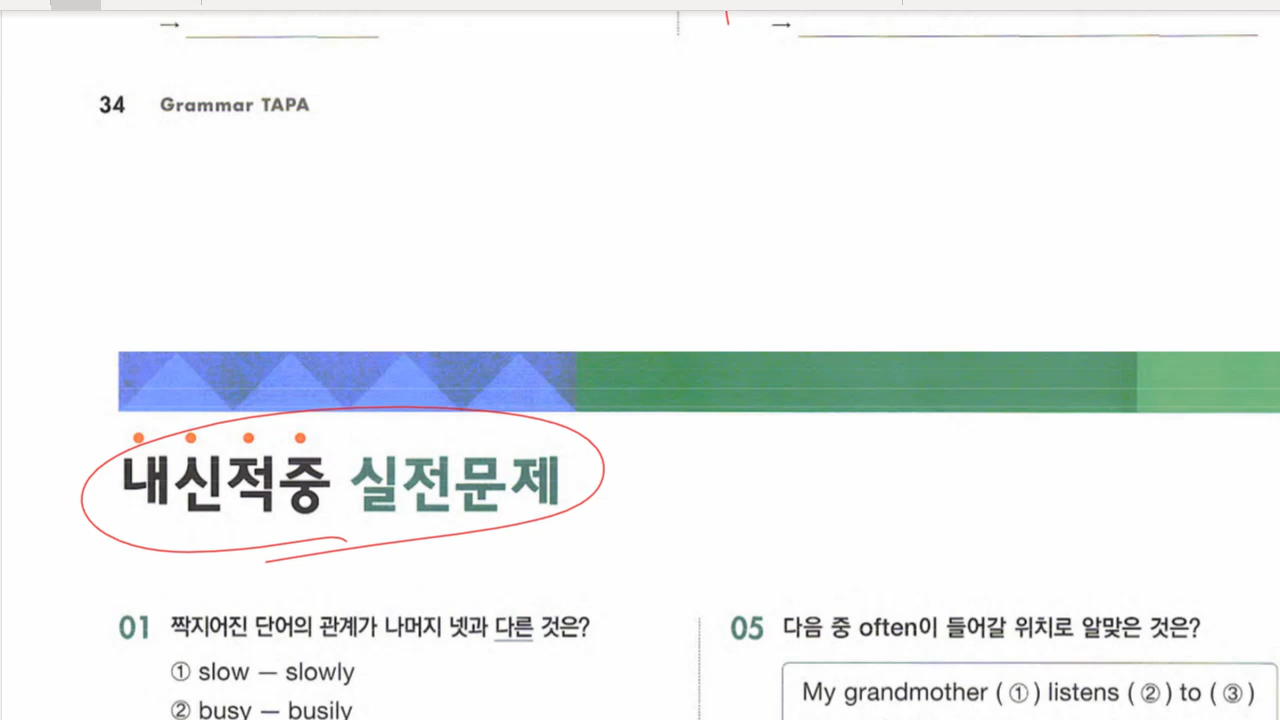 →
→
34 Grammar TAPA
내신적중 실전문제
01 짝지어진 단어의 관계가 나머지 넷과 다른 것은?
① slow – slowly
② busy – busily
05 다음 중 often이 들어갈 위치로 알맞은 것은?
My grandmother ( ① ) listens ( ② ) to ( ③ )